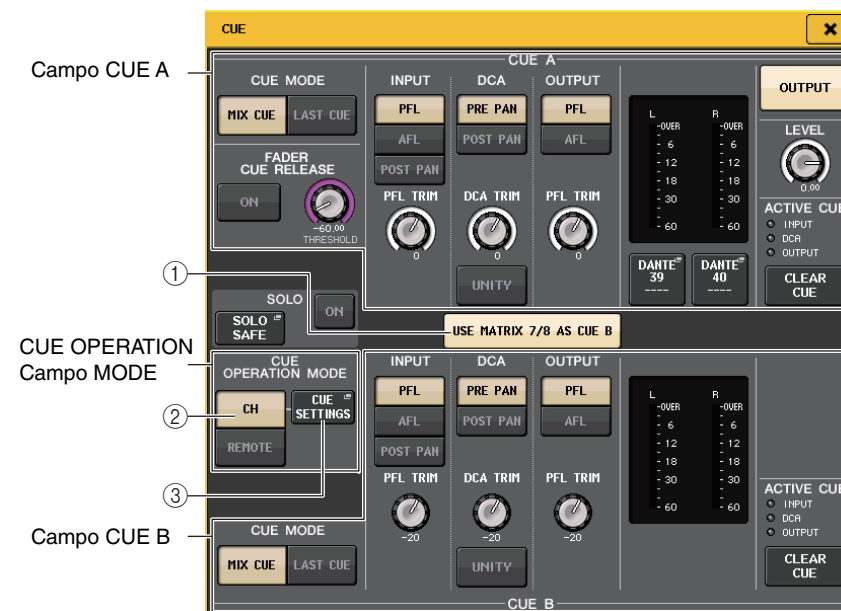 CUE
CUE A
Campo CUE A
CUE MODE
MIX CUE
LAST CUE
FADER
CUE RELEASE
ON
-60.00
THRESHOLD
INPUT
PFL
AFL
POST PAN
PFL TRIM
0
DCA
PRE PAN
POST PAN
DCA TRIM
0
UNITY
OUTPUT
PFL
AFL
PFL TRIM
0
L
R
-OVER
-OVER
- 6
- 6
- 12
- 12
- 18
- 18
- 30
- 30
- 60
- 60
DANTE
39
----
DANTE
40
----
OUTPUT
LEVEL
0.00
ACTIVE CUE
INPUT
DCA
OUTPUT
CLEAR
CUE
1
SOLO
SOLO
SAFE
ON
USE MATRIX 7/8 AS CUE B
CUE OPERATION
Campo MODE
CUE
OPERATION MODE
2
CH
CUE
SETTINGS
REMOTE
3
Campo CUE B
CUE MODE
MIX CUE
LAST CUE
INPUT
PFL
AFL
POST PAN
PFL TRIM
-20
DCA
PRE PAN
POST PAN
DCA TRIM
-20
UNITY
OUTPUT
PFL
AFL
PFL TRIM
-20
L
R
-OVER
-OVER
- 6
- 6
- 12
- 12
- 18
- 18
- 30
- 30
- 60
- 60
ACTIVE CUE
INPUT
DCA
OUTPUT
CLEAR
CUE
CUE B